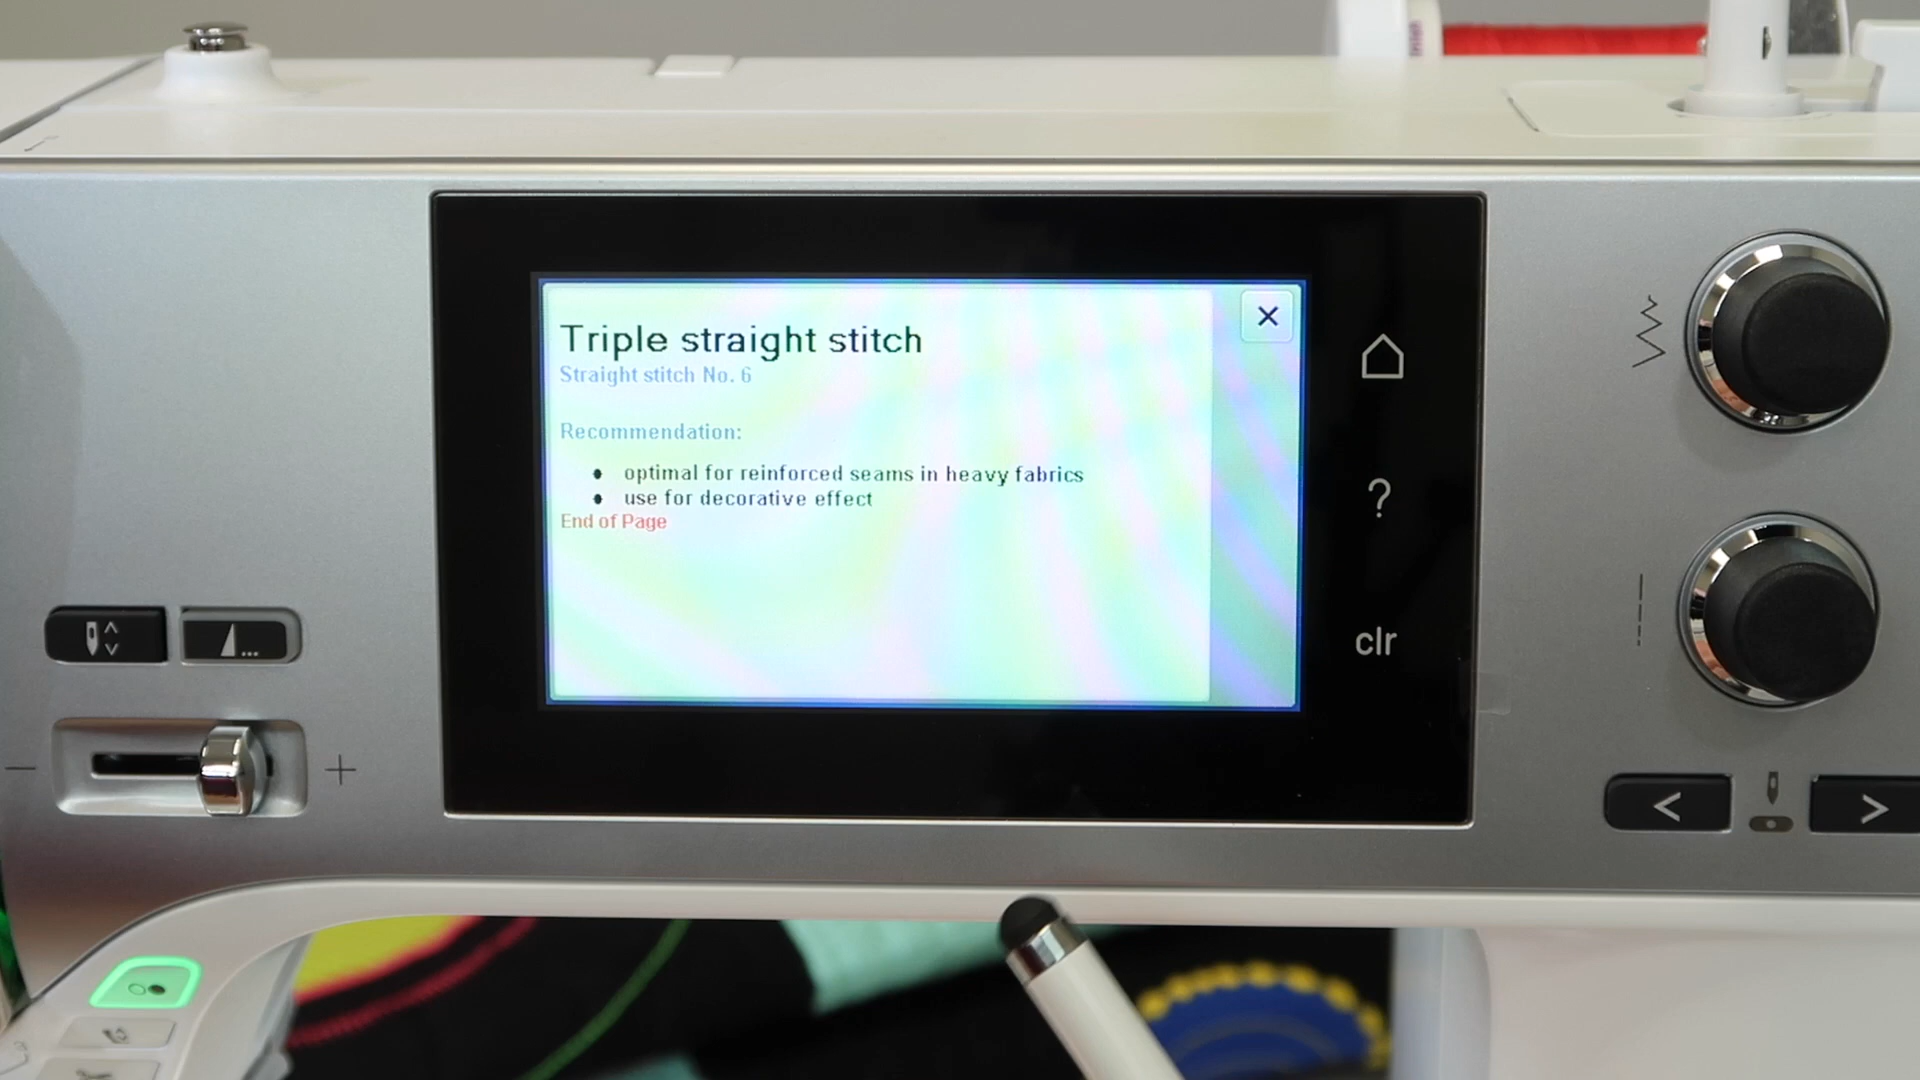 Triple straight stitch
Straight stitch No. 6
Recommendation:
• optimal for reinforced seams in heavy fabrics
• use for decorative effect
End of Page
?
clr